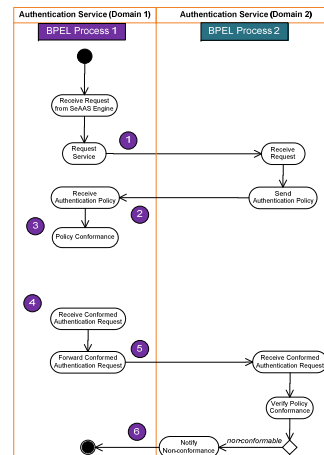 Authentication Service (Domain 1)
Authentication Service (Domain 2)
BPEL Process 1
BPEL Process 2
Receive Request
from SeAAS Engine
Request
Service
1
Receive
Request
Receive
Authentication Policy
2
Send
Authentication Policy
3
Policy Conformance
4
Receive Conformed
Authentication Request
Forward Conformed
Authentication Request
5
Receive Conformed
Authentication Request
Verify Policy
Conformance
6
Notify
Non-conformance
non-conformable